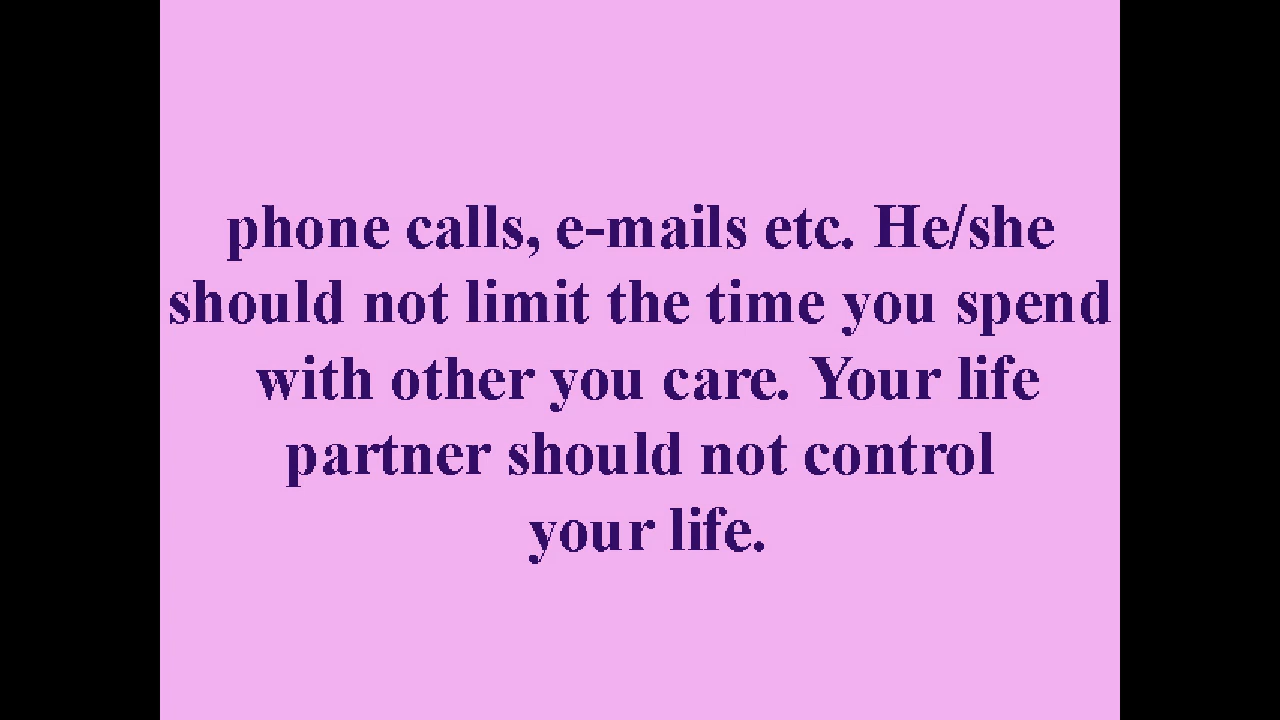 phone calls, e-mails etc. He/she
should not limit the time you spend
with other you care. Your life
partner should not control
your life.